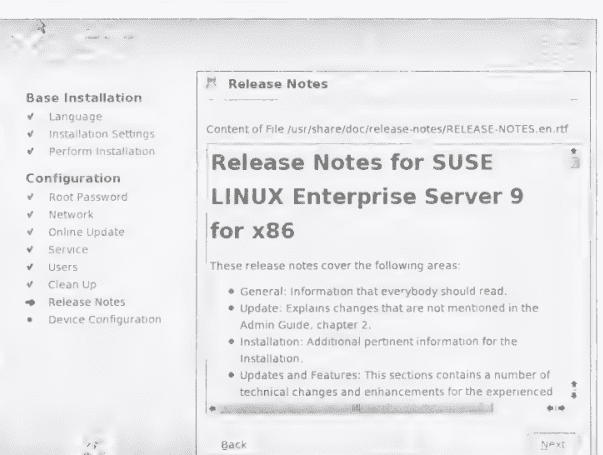 Base Installation
Language
Installation Settings
Perform Installation
Configuration
Root Password
Network
Online Update
Service
Users
Clean Up
Release Notes
Device Configuration
Release Notes
Content of File /usr/share/doc/release-notes/RELEASE-NOTES.en.rtf
Release Notes for SUSE
LINUX Enterprise Server 9
for x86
These release notes cover the following areas:
General: Information that everybody should read.
Update: Explains changes that are not mentioned in the
Admin Guide, chapter 2.
Installation: Additional pertinent information for the
Installation.
Updates and Features: This sections contains a number of
technical changes and enhancements for the experienced
Back
Next